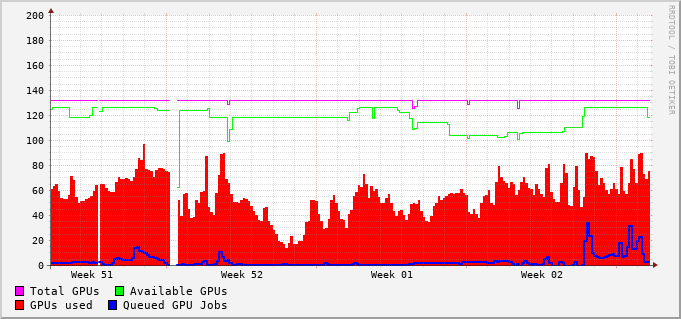 200
180
160
140
120
100
80
60
40
20
0
Week 51 Week 52 Week 01 Week 02
Total GPUs Available GPUs
GPUs used Queued GPU Jobs
RRDTOOL / TOBI OETIKER